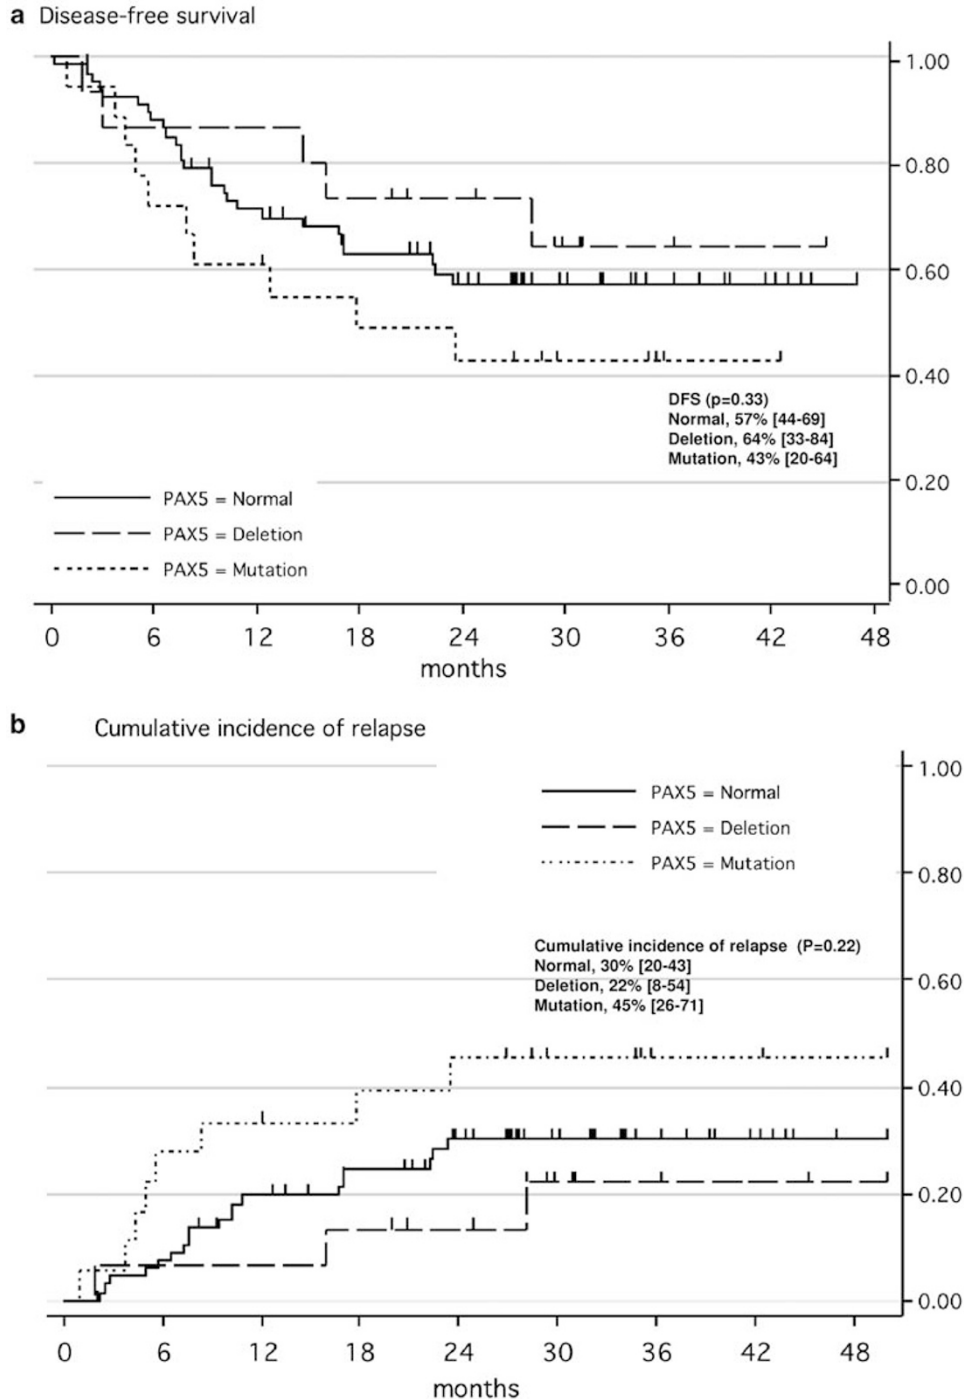 a Disease-free survival
1.00
0.80
0.60
0.40
DFS (p=0.33)
Normal, 57% [44-69]
Deletion, 64% [33-84]
Mutation, 43% [20-64]
0.20
PAX5 = Normal
PAX5 = Deletion
PAX5 = Mutation
0.00
0 6 12 18 24 30 36 42 48
months
b Cumulative incidence of relapse
1.00
PAX5 = Normal
PAX5 = Deletion
PAX5 = Mutation
0.80
Cumulative incidence of relapse (P=0.22)
Normal, 30% [20-43]
Deletion, 22% [8-54]
Mutation, 45% [26-71]
0.60
0.40
0.20
0.00
0 6 12 18 24 30 36 42 48
months